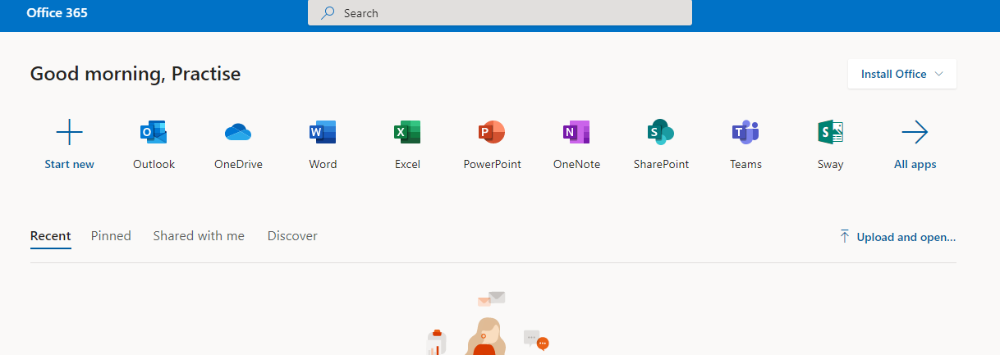 Office 365
Search
Good morning, Practise
Install Office
Start new
Outlook
OneDrive
Word
Excel
PowerPoint
OneNote
SharePoint
Teams
Sway
All apps
Recent
Pinned
Shared with me
Discover
Upload and open...